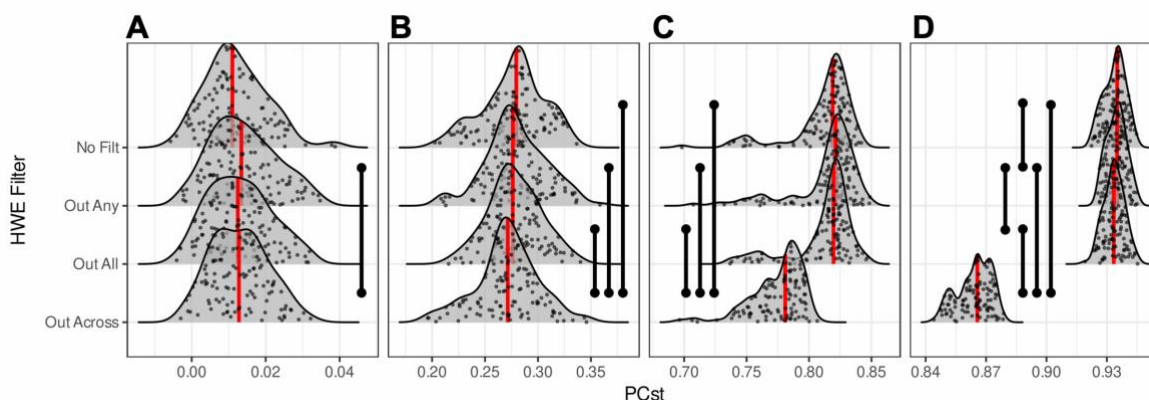 A B C D
HWE Filter
No Filt
Out Any
Out All
Out Across
0.00 0.02 0.04 0.20 0.25 0.30 0.35 0.70 0.75 0.80 0.85 0.84 0.87 0.90 0.93
PCst